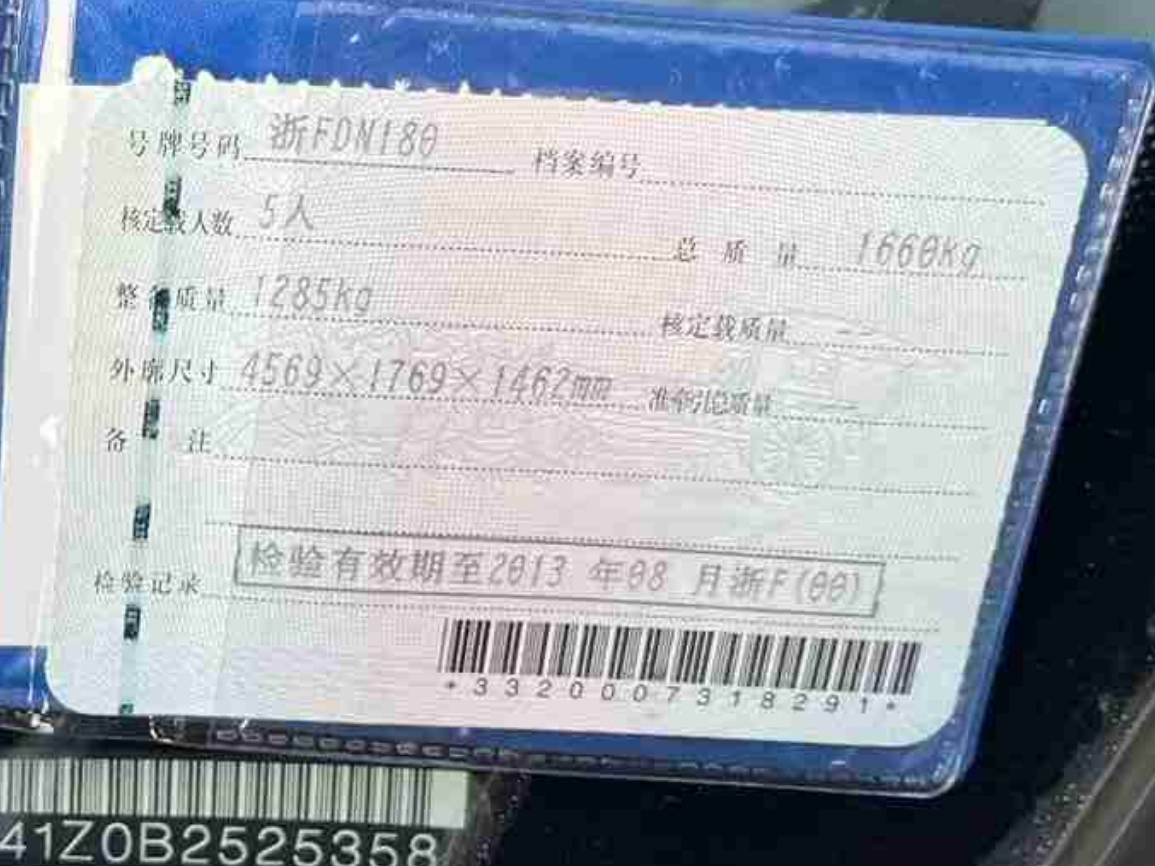 号牌号码 浙FDN180 档案编号
核定载人数 5人 总质量 1660kg
整备质量 1285kg 核定载质量 --
外廓尺寸 4569×1769×1462mm 准牵引总质量 --
备注
检验记录 检验有效期至2013 年08 月浙F(00)
*3320007318291*
41Z0B2525358